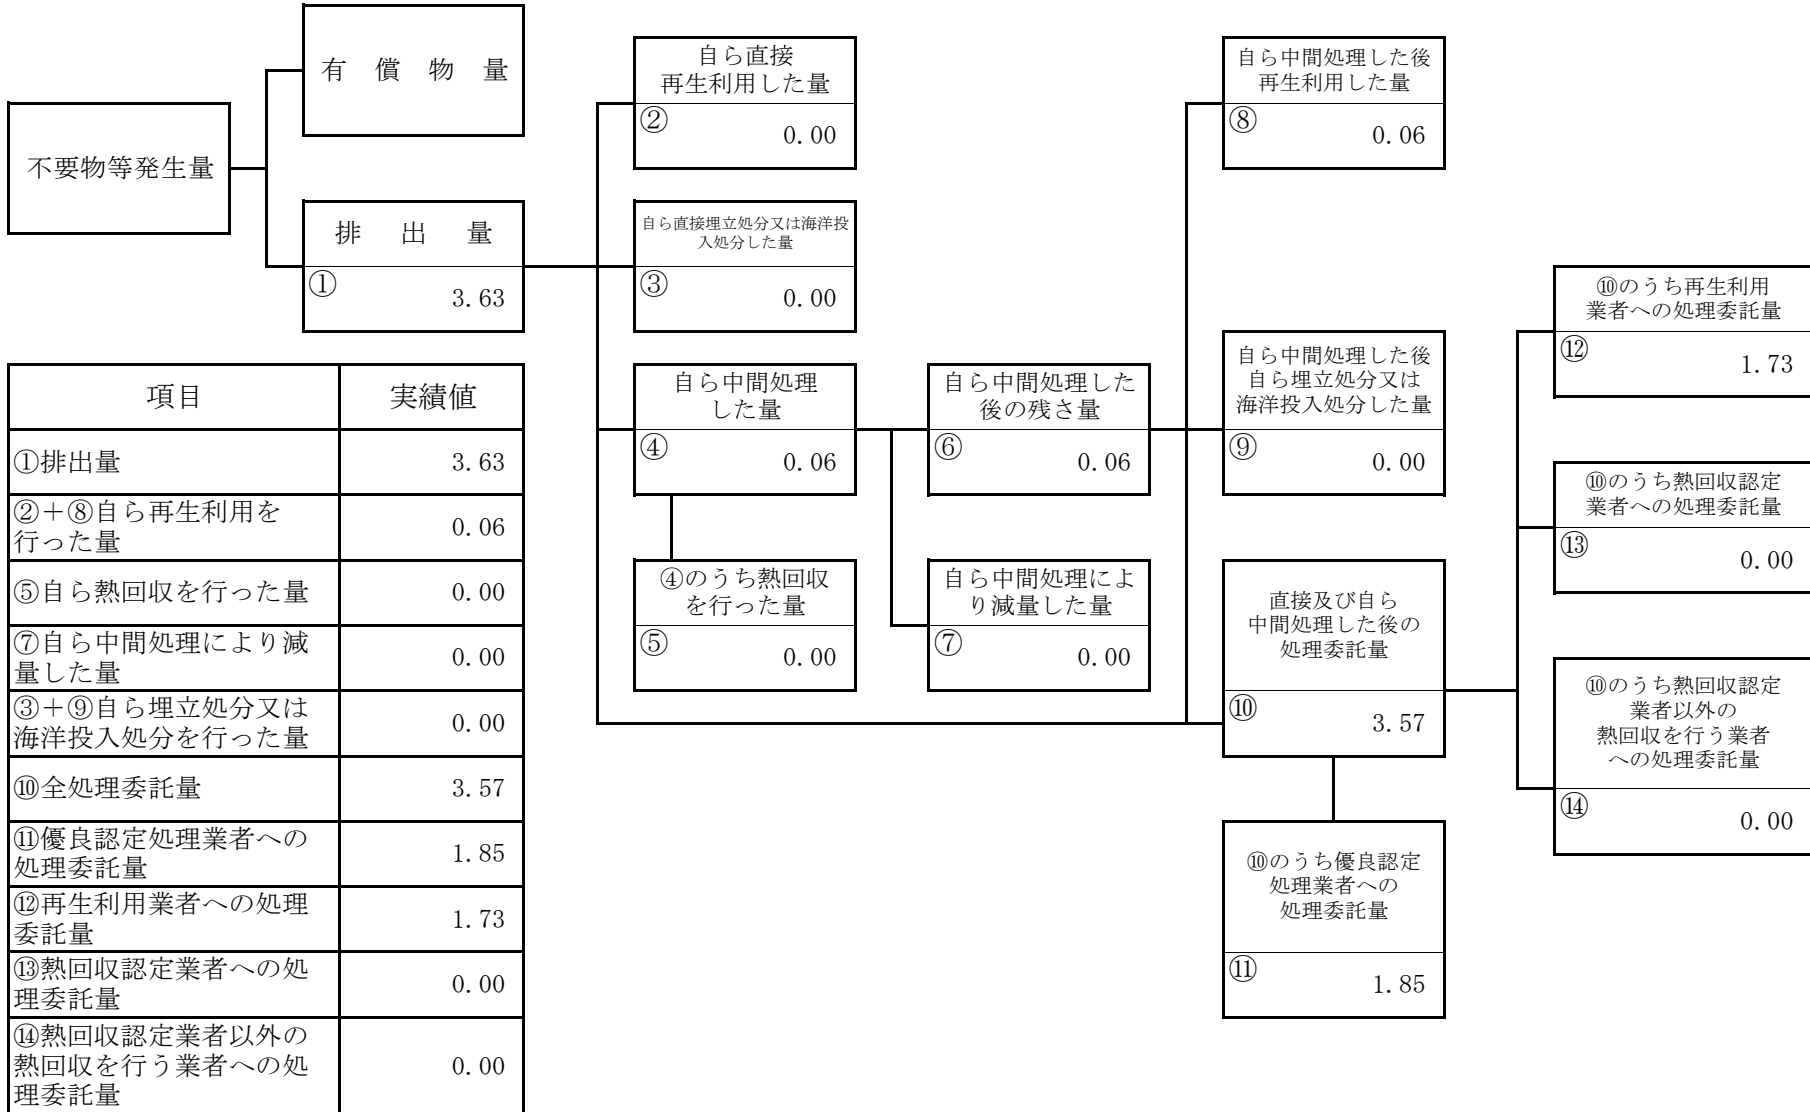 有償物量
不要物等発生量
排出量
①
3.63
自ら直接
再生利用した量
②
0.00
自ら直接埋立処分又は海洋投
入処分した量
③
0.00
自ら中間処理
した量
④
0.06
④のうち熱回収
を行った量
⑤
0.00
自ら中間処理した
後の残さ量
⑥
0.06
自ら中間処理によ
り減量した量
⑦
0.00
自ら中間処理した後
再生利用した量
⑧
0.06
自ら中間処理した後
自ら埋立処分又は
海洋投入処分した量
⑨
0.00
直接及び自ら
中間処理した後の
処理委託量
⑩
3.57
⑩のうち優良認定
処理業者への
処理委託量
⑪
1.85
⑩のうち再生利用
業者への処理委託量
⑫
1.73
⑩のうち熱回収認定
業者への処理委託量
⑬
0.00
⑩のうち熱回収認定
業者以外の
熱回収を行う業者
への処理委託量
⑭
0.00
項目 実績値
①排出量 3.63
②＋⑧自ら再生利用を
行った量 0.06
⑤自ら熱回収を行った量 0.00
⑦自ら中間処理により減
量した量 0.00
③＋⑨自ら埋立処分又は
海洋投入処分を行った量 0.00
⑩全処理委託量 3.57
⑪優良認定処理業者への
処理委託量 1.85
⑫再生利用業者への処理
委託量 1.73
⑬熱回収認定業者への処
理委託量 0.00
⑭熱回収認定業者以外の
熱回収を行う業者への処 0.00
理委託量